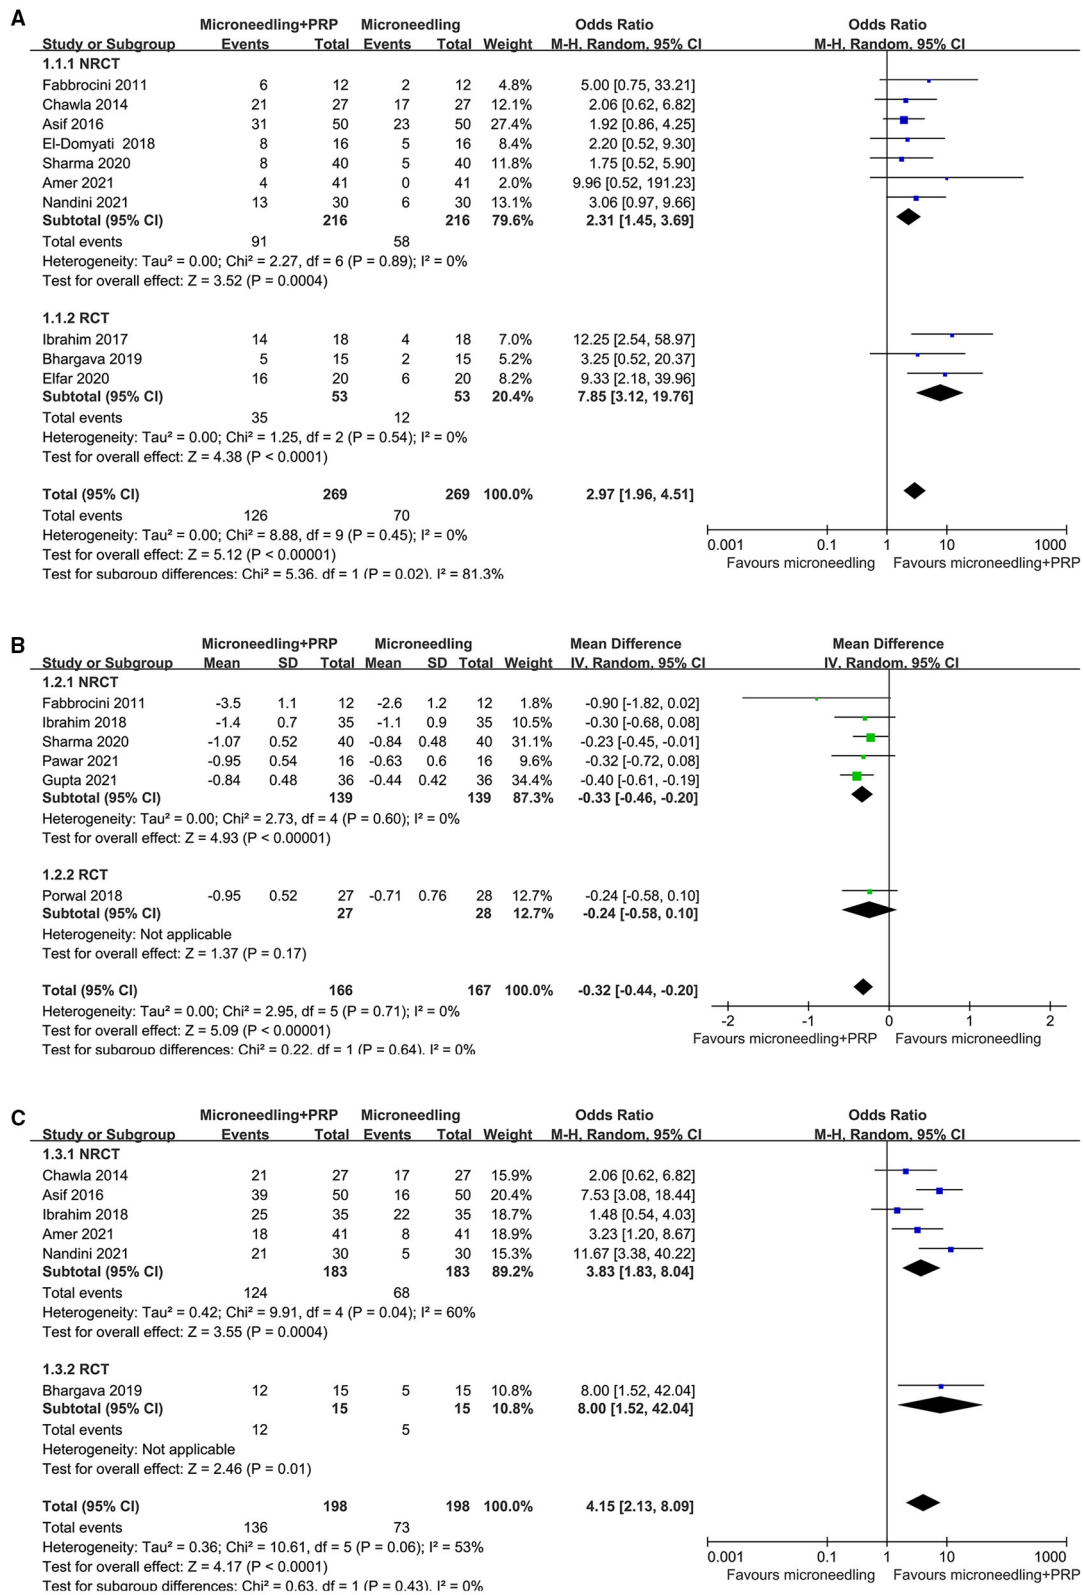 A
Microneedling+PRP Microneedling Odds Ratio Odds Ratio
Study or Subgroup Events Total Events Total Weight M-H, Random, 95% CI M-H, Random, 95% CI
1.1.1 NRCT
Fabbrocini 2011 6 12 2 12 4.8% 5.00 [0.75, 33.21]
Chawla 2014 21 27 17 27 12.1% 2.06 [0.62, 6.82]
Asif 2016 31 50 23 50 27.4% 1.92 [0.86, 4.25]
El-Domyati 2018 8 16 5 16 8.4% 2.20 [0.52, 9.30]
Sharma 2020 8 40 5 40 11.8% 1.75 [0.52, 5.90]
Amer 2021 4 41 0 41 2.0% 9.96 [0.52, 191.23]
Nandini 2021 13 30 6 30 13.1% 3.06 [0.97, 9.66]
Subtotal (95% CI) 216 216 79.6% 2.31 [1.45, 3.69]
Total events 91 58
Heterogeneity: Tau² = 0.00; Chi² = 2.27, df = 6 (P = 0.89); I² = 0%
Test for overall effect: Z = 3.52 (P = 0.0004)
1.1.2 RCT
Ibrahim 2017 14 18 4 18 7.0% 12.25 [2.54, 58.97]
Bhargava 2019 5 15 2 15 5.2% 3.25 [0.52, 20.37]
Elfar 2020 16 20 6 20 8.2% 9.33 [2.18, 39.96]
Subtotal (95% CI) 53 53 20.4% 7.85 [3.12, 19.76]
Total events 35 12
Heterogeneity: Tau² = 0.00; Chi² = 1.25, df = 2 (P = 0.54); I² = 0%
Test for overall effect: Z = 4.38 (P < 0.0001)
Total (95% CI) 269 269 100.0% 2.97 [1.96, 4.51]
Total events 126 70
Heterogeneity: Tau² = 0.00; Chi² = 8.88, df = 9 (P = 0.45); I² = 0%
Test for overall effect: Z = 5.12 (P < 0.00001)
Test for subgroup differences: Chi² = 5.36, df = 1 (P = 0.02), I² = 81.3%
0.001 0.1 1 10 1000
Favours microneedling Favours microneedling+PRP
B
Microneedling+PRP Microneedling Mean Difference Mean Difference
Study or Subgroup Mean SD Total Mean SD Total Weight IV, Random, 95% CI IV, Random, 95% CI
1.2.1 NRCT
Fabbrocini 2011 -3.5 1.1 12 -2.6 1.2 12 1.8% -0.90 [-1.82, 0.02]
Ibrahim 2018 -1.4 0.7 35 -1.1 0.9 35 10.5% -0.30 [-0.68, 0.08]
Sharma 2020 -1.07 0.52 40 -0.84 0.48 40 31.1% -0.23 [-0.45, -0.01]
Pawar 2021 -0.95 0.54 16 -0.63 0.6 16 9.6% -0.32 [-0.72, 0.08]
Gupta 2021 -0.84 0.48 36 -0.44 0.42 36 34.4% -0.40 [-0.61, -0.19]
Subtotal (95% CI) 139 139 87.3% -0.33 [-0.46, -0.20]
Heterogeneity: Tau² = 0.00; Chi² = 2.73, df = 4 (P = 0.60); I² = 0%
Test for overall effect: Z = 4.93 (P < 0.00001)
1.2.2 RCT
Porwal 2018 -0.95 0.52 27 -0.71 0.76 28 12.7% -0.24 [-0.58, 0.10]
Subtotal (95% CI) 27 28 12.7% -0.24 [-0.58, 0.10]
Heterogeneity: Not applicable
Test for overall effect: Z = 1.37 (P = 0.17)
Total (95% CI) 166 167 100.0% -0.32 [-0.44, -0.20]
Heterogeneity: Tau² = 0.00; Chi² = 2.95, df = 5 (P = 0.71); I² = 0%
Test for overall effect: Z = 5.09 (P < 0.00001)
Test for subgroup differences: Chi² = 0.22, df = 1 (P = 0.64), I² = 0%
-2 -1 0 1 2
Favours microneedling+PRP Favours microneedling
C
Microneedling+PRP Microneedling Odds Ratio Odds Ratio
Study or Subgroup Events Total Events Total Weight M-H, Random, 95% CI M-H, Random, 95% CI
1.3.1 NRCT
Chawla 2014 21 27 17 27 15.9% 2.06 [0.62, 6.82]
Asif 2016 39 50 16 50 20.4% 7.53 [3.08, 18.44]
Ibrahim 2018 25 35 22 35 18.7% 1.48 [0.54, 4.03]
Amer 2021 18 41 8 41 18.9% 3.23 [1.20, 8.67]
Nandini 2021 21 30 5 30 15.3% 11.67 [3.38, 40.22]
Subtotal (95% CI) 183 183 89.2% 3.83 [1.83, 8.04]
Total events 124 68
Heterogeneity: Tau² = 0.42; Chi² = 9.91, df = 4 (P = 0.04); I² = 60%
Test for overall effect: Z = 3.55 (P = 0.0004)
1.3.2 RCT
Bhargava 2019 12 15 5 15 10.8% 8.00 [1.52, 42.04]
Subtotal (95% CI) 15 15 10.8% 8.00 [1.52, 42.04]
Total events 12 5
Heterogeneity: Not applicable
Test for overall effect: Z = 2.46 (P = 0.01)
Total (95% CI) 198 198 100.0% 4.15 [2.13, 8.09]
Total events 136 73
Heterogeneity: Tau² = 0.36; Chi² = 10.61, df = 5 (P = 0.06); I² = 53%
Test for overall effect: Z = 4.17 (P < 0.0001)
Test for subgroup differences: Chi² = 0.63, df = 1 (P = 0.43), I² = 0%
0.001 0.1 1 10 1000
Favours microneedling Favours microneedling+PRP